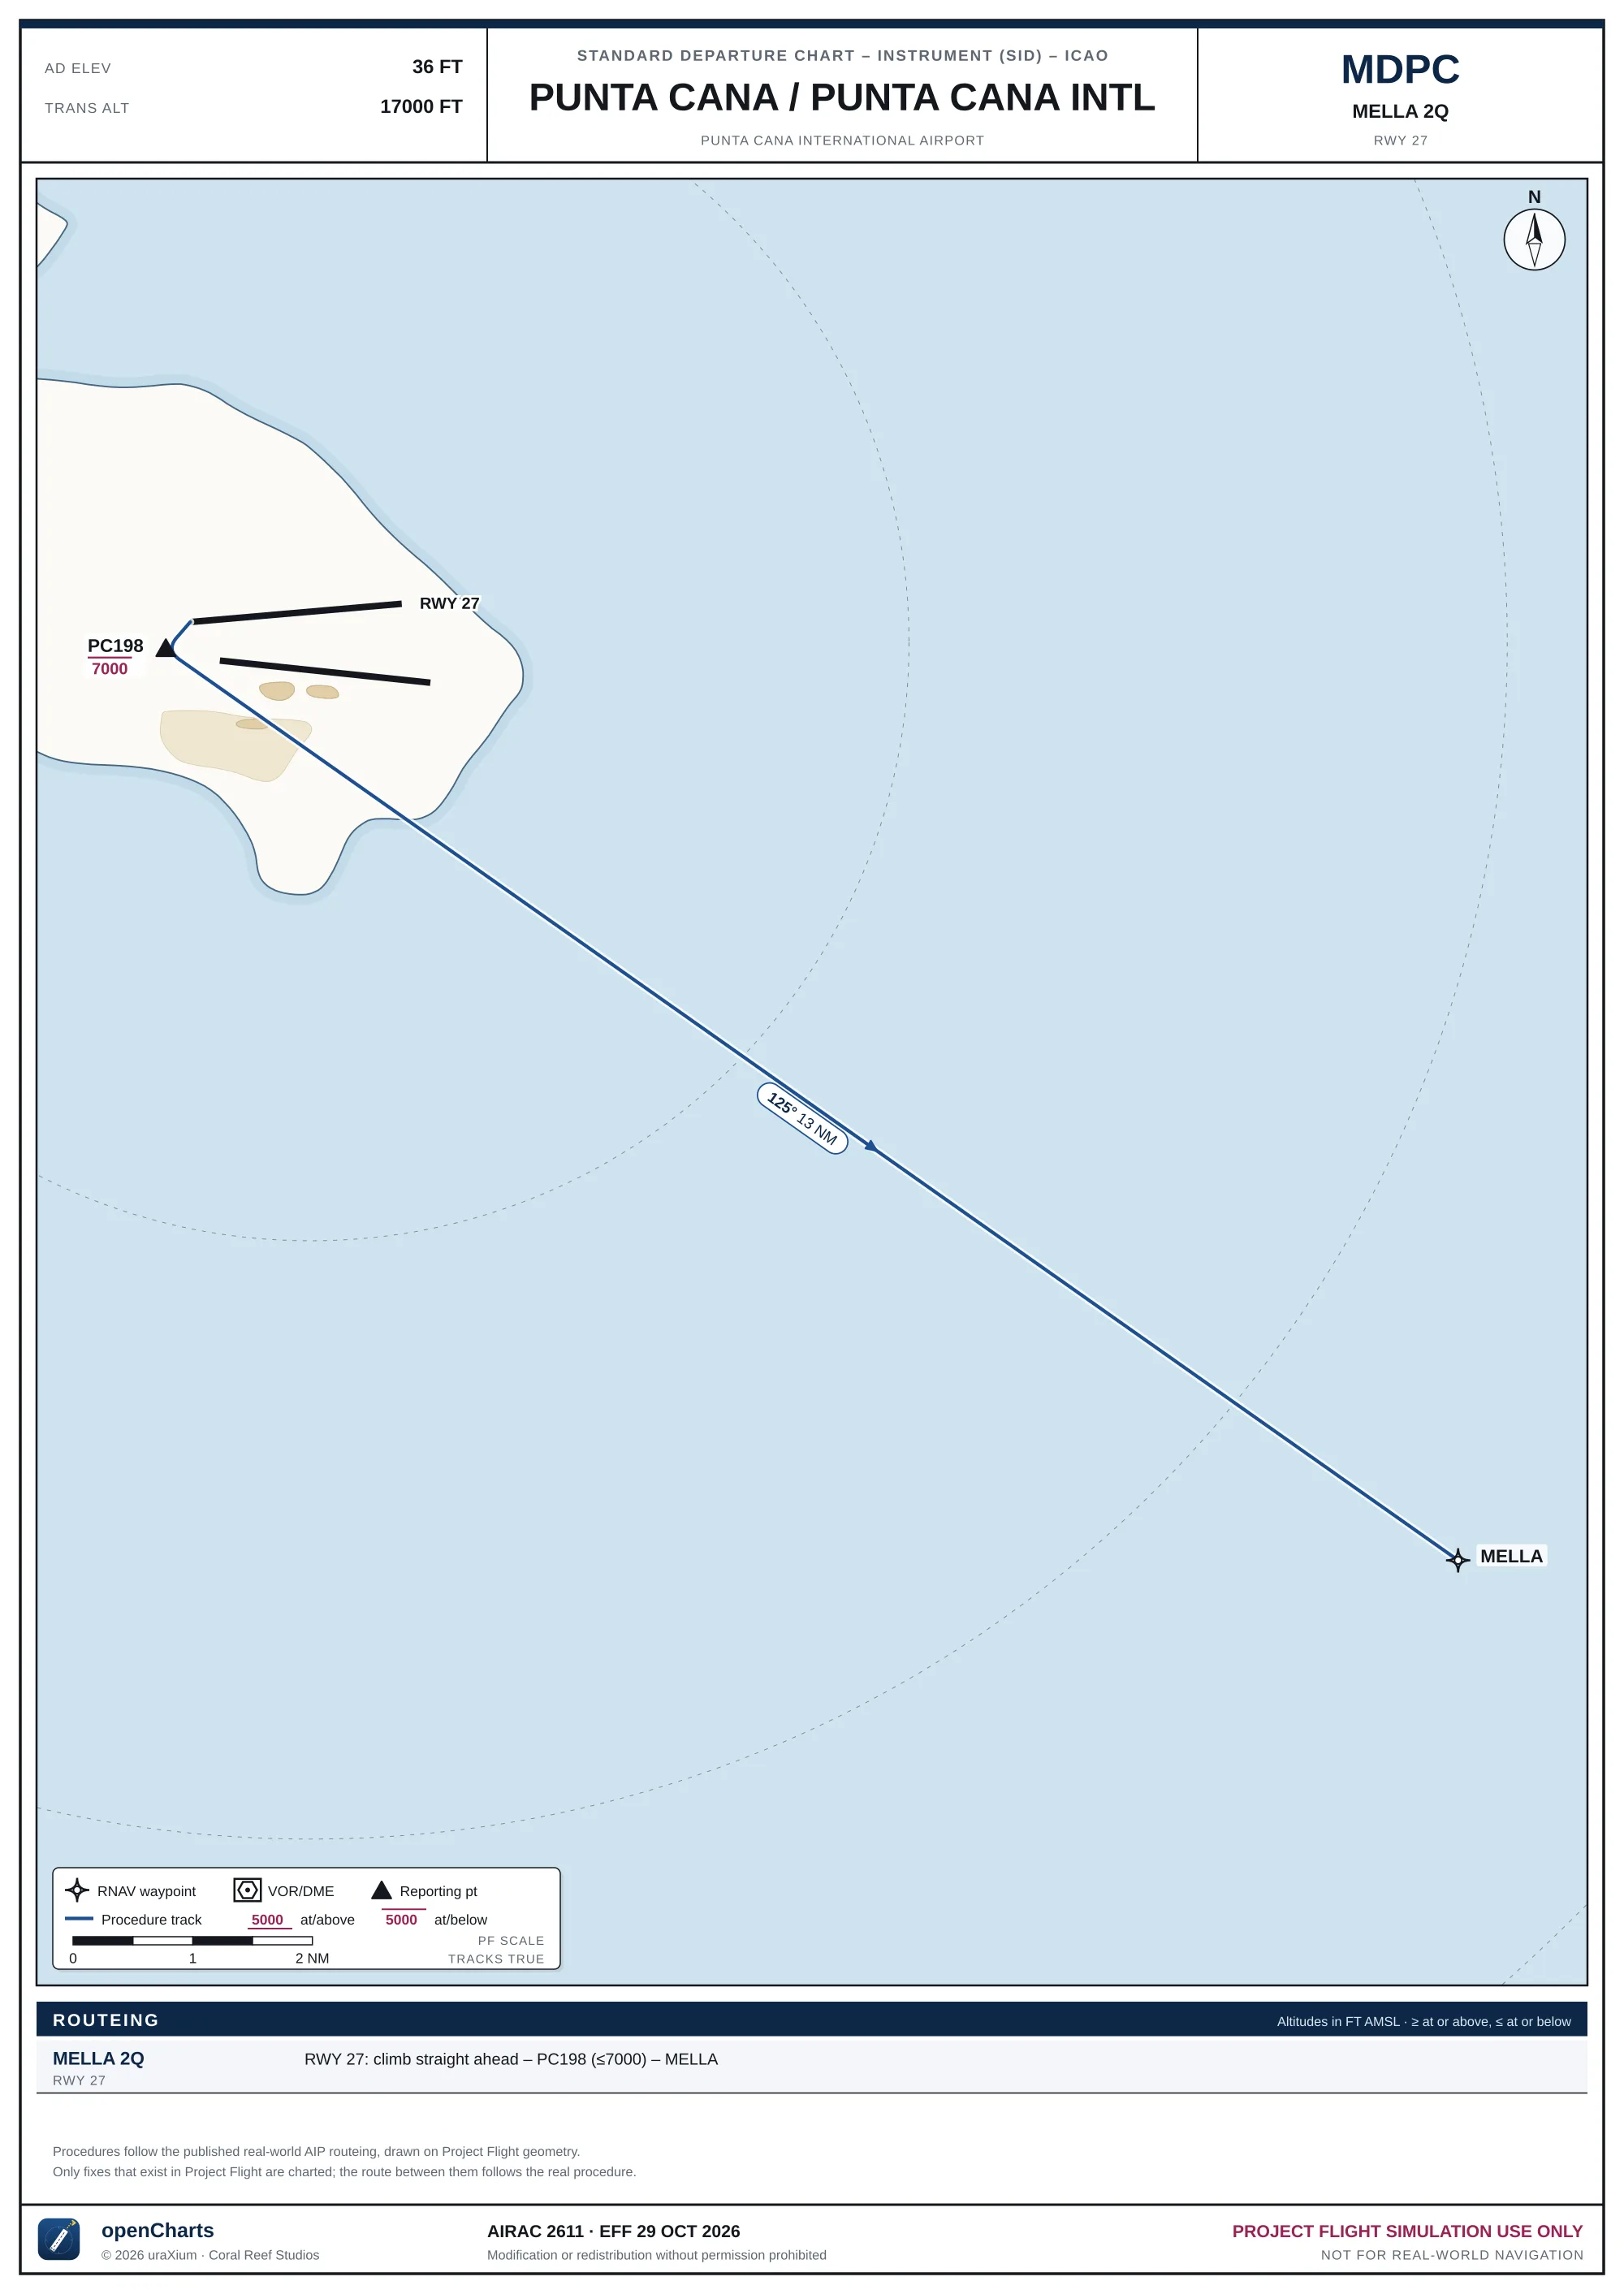 AD ELEV 36 FT
TRANS ALT 17000 FT
STANDARD DEPARTURE CHART – INSTRUMENT (SID) – ICAO
PUNTA CANA / PUNTA CANA INTL
PUNTA CANA INTERNATIONAL AIRPORT
MDPC
MELLA 2Q
RWY 27
N
RWY 27
PC198
7000
125° 13 NM
MELLA
RNAV waypoint VOR/DME Reporting pt
Procedure track 5000 at/above 5000 at/below
PF SCALE
0 1 2 NM TRACKS TRUE
ROUTEING Altitudes in FT AMSL · ≥ at or above, ≤ at or below
MELLA 2Q RWY 27: climb straight ahead – PC198 (≤7000) – MELLA
RWY 27
Procedures follow the published real-world AIP routeing, drawn on Project Flight geometry.
Only fixes that exist in Project Flight are charted; the route between them follows the real procedure.
openCharts
© 2026 uraXium · Coral Reef Studios
AIRAC 2611 · EFF 29 OCT 2026
Modification or redistribution without permission prohibited
PROJECT FLIGHT SIMULATION USE ONLY
NOT FOR REAL-WORLD NAVIGATION